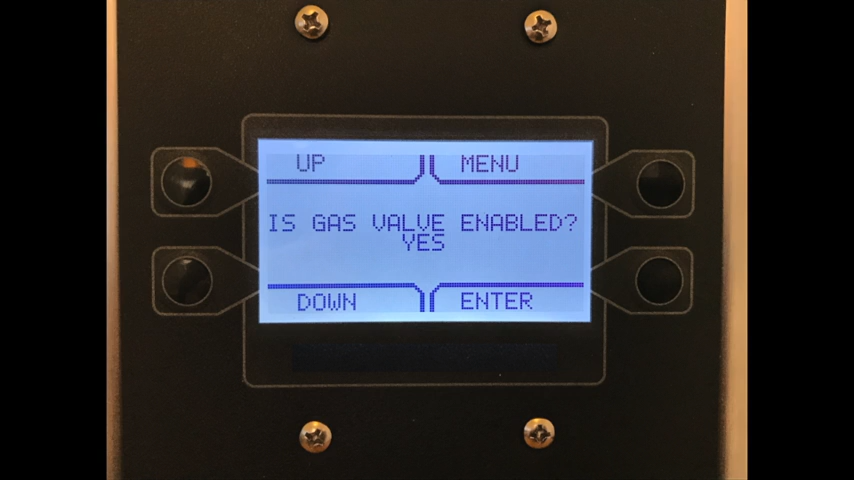 UP MENU
IS GAS VALVE ENABLED?
YES
DOWN ENTER